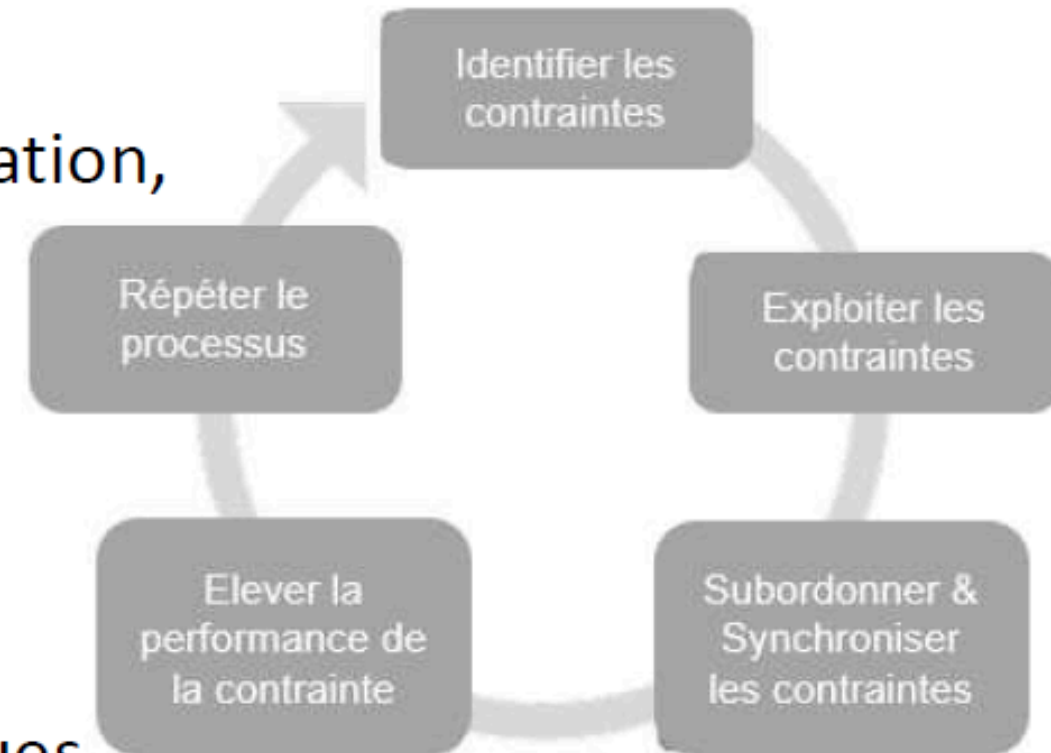 Identifier les
contraintes
ation,
Répéter le
processus
Exploiter les
contraintes
Elever la
performance de
la contrainte
Subordonner &
Synchroniser
les contraintes